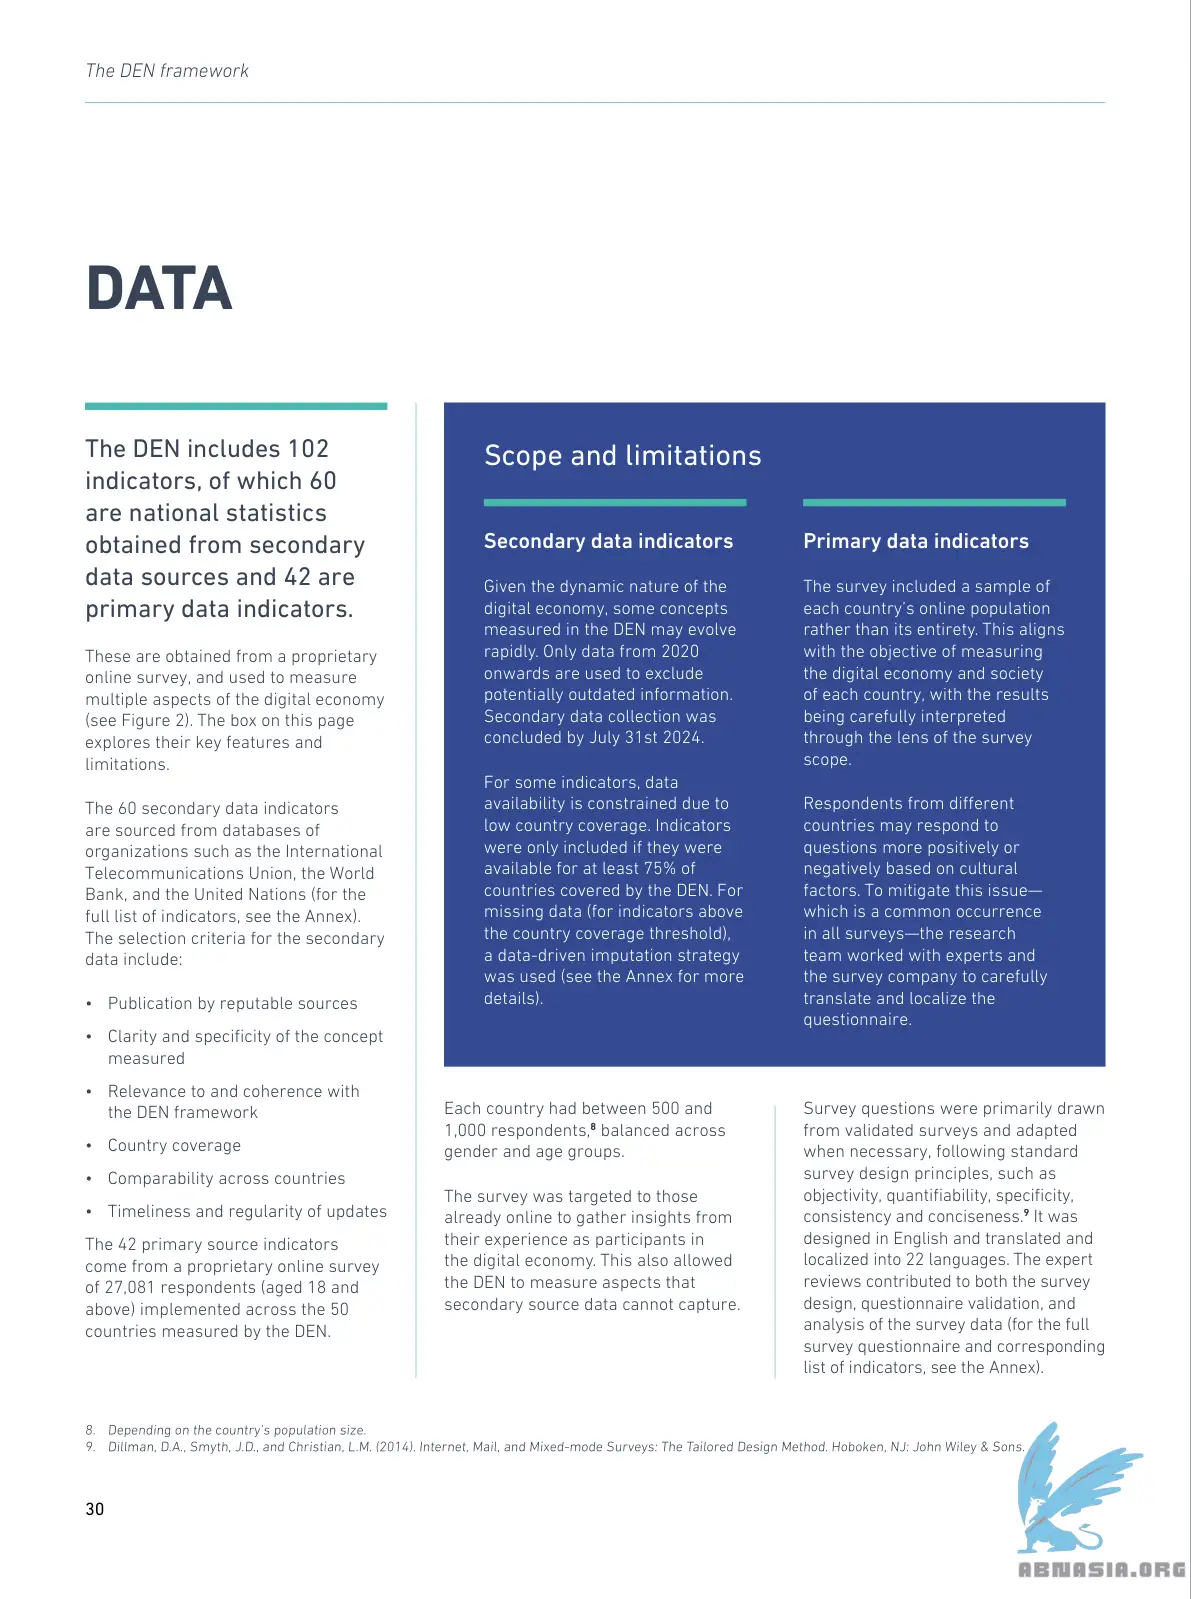 The DEN framework
DATA
The DEN includes 102
indicators, of which 60
are national statistics
obtained from secondary
data sources and 42 are
primary data indicators.
These are obtained from a proprietary
online survey, and used to measure
multiple aspects of the digital economy
(see Figure 2). The box on this page
explores their key features and
limitations.
The 60 secondary data indicators
are sourced from databases of
organizations such as the International
Telecommunications Union, the World
Bank, and the United Nations (for the
full list of indicators, see the Annex).
The selection criteria for the secondary
data include:
• Publication by reputable sources
• Clarity and specificity of the concept
measured
• Relevance to and coherence with
the DEN framework
• Country coverage
• Comparability across countries
• Timeliness and regularity of updates
The 42 primary source indicators
come from a proprietary online survey
of 27,081 respondents (aged 18 and
above) implemented across the 50
countries measured by the DEN.
Scope and limitations
Secondary data indicators
Given the dynamic nature of the
digital economy, some concepts
measured in the DEN may evolve
rapidly. Only data from 2020
onwards are used to exclude
potentially outdated information.
Secondary data collection was
concluded by July 31st 2024.
For some indicators, data
availability is constrained due to
low country coverage. Indicators
were only included if they were
available for at least 75% of
countries covered by the DEN. For
missing data (for indicators above
the country coverage threshold),
a data-driven imputation strategy
was used (see the Annex for more
details).
Primary data indicators
The survey included a sample of
each country's online population
rather than its entirety. This aligns
with the objective of measuring
the digital economy and society
of each country, with the results
being carefully interpreted
through the lens of the survey
scope.
Respondents from different
countries may respond to
questions more positively or
negatively based on cultural
factors. To mitigate this issue—
which is a common occurrence
in all surveys—the research
team worked with experts and
the survey company to carefully
translate and localize the
questionnaire.
Each country had between 500 and
1,000 respondents,⁸ balanced across
gender and age groups.
The survey was targeted to those
already online to gather insights from
their experience as participants in
the digital economy. This also allowed
the DEN to measure aspects that
secondary source data cannot capture.
Survey questions were primarily drawn
from validated surveys and adapted
when necessary, following standard
survey design principles, such as
objectivity, quantifiability, specificity,
consistency and conciseness.⁹ It was
designed in English and translated and
localized into 22 languages. The expert
reviews contributed to both the survey
design, questionnaire validation, and
analysis of the survey data (for the full
survey questionnaire and corresponding
list of indicators, see the Annex).
8. Depending on the country's population size.
9. Dillman, D.A., Smyth, J.D., and Christian, L.M. (2014). Internet, Mail, and Mixed-mode Surveys: The Tailored Design Method. Hoboken, NJ: John Wiley & Sons.
30
ABNASIA.ORG